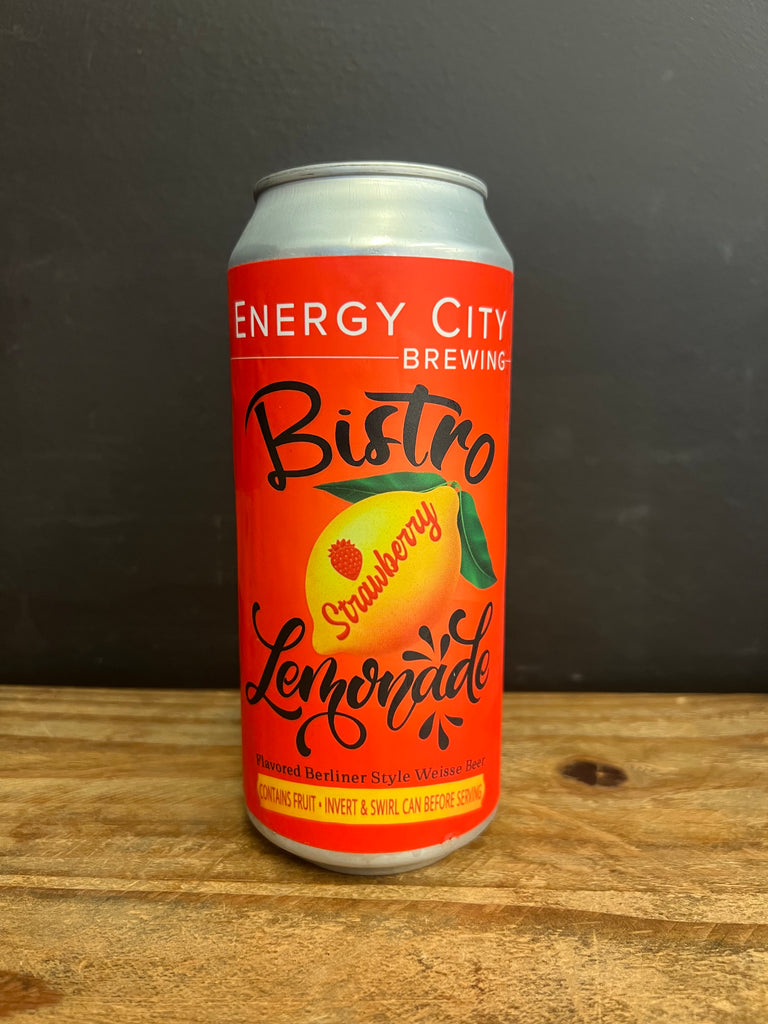 ENERGY CITY
BREWING
Bistro
Strawberry
Lemonade
Flavored Berliner Style Weisse Beer
CONTAINS FRUIT • INVERT & SWIRL CAN BEFORE SERVING